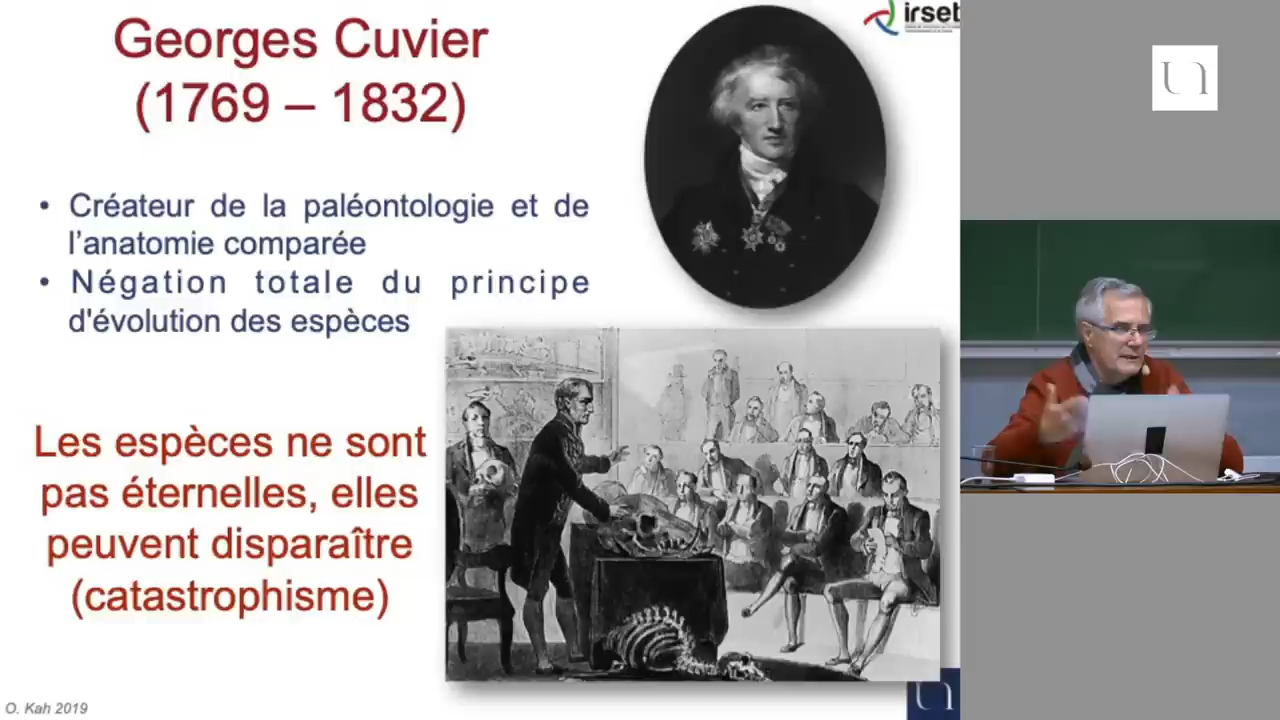 Georges Cuvier
(1769 – 1832)
• Créateur de la paléontologie et de
l'anatomie comparée
• Négation totale du principe
d'évolution des espèces
Les espèces ne sont
pas éternelles, elles
peuvent disparaître
(catastrophisme)
O. Kah 2019
irset